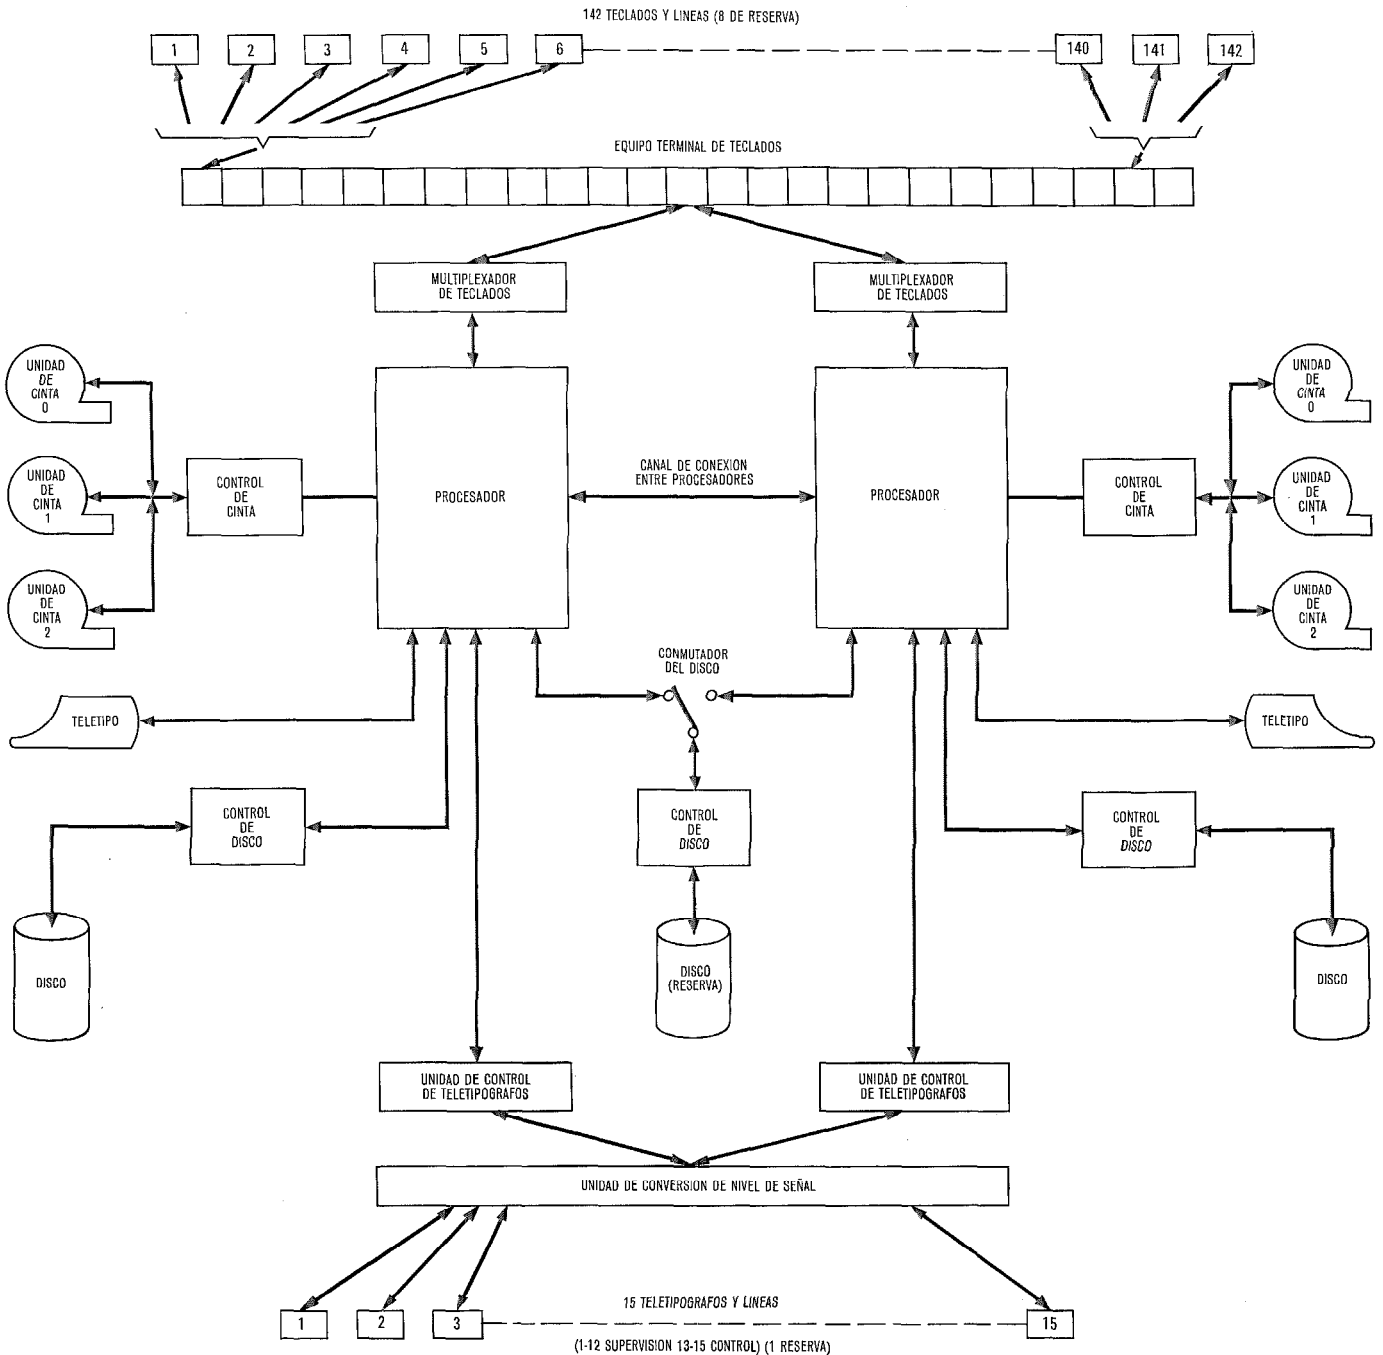 142 TECLADOS Y LINEAS (8 DE RESERVA)
1 2 3 4 5 6 140 141 142
EQUIPO TERMINAL DE TECLADOS
MULTIPLEXADOR
DE TECLADOS
MULTIPLEXADOR
DE TECLADOS
UNIDAD
DE
CINTA
0
UNIDAD
DE
CINTA
1
UNIDAD
DE
CINTA
2
CONTROL
DE
CINTA
PROCESADOR
CANAL DE CONEXION
ENTRE PROCESADORES
PROCESADOR
CONTROL
DE
CINTA
UNIDAD
DE
CINTA
0
UNIDAD
DE
CINTA
1
UNIDAD
DE
CINTA
2
CONMUTADOR
DEL DISCO
TELETIPO
TELETIPO
CONTROL
DE
DISCO
CONTROL
DE
DISCO
CONTROL
DE
DISCO
DISCO
DISCO
(RESERVA)
DISCO
UNIDAD DE CONTROL
DE TELETIPOGRAFOS
UNIDAD DE CONTROL
DE TELETIPOGRAFOS
UNIDAD DE CONVERSION DE NIVEL DE SEÑAL
15 TELETIPOGRAFOS Y LINEAS
1 2 3 15
(1-12 SUPERVISION 13-15 CONTROL) (1 RESERVA)